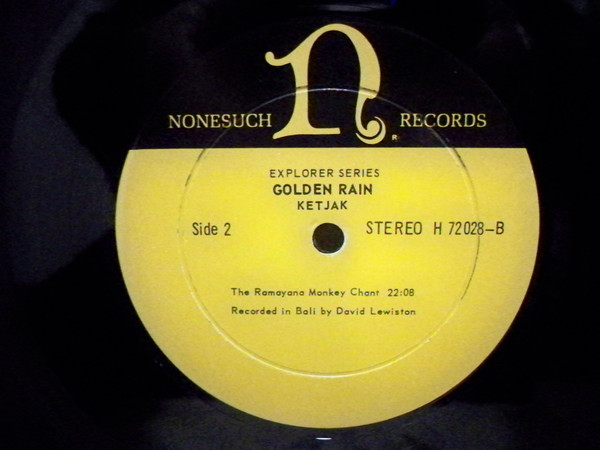 n
NONESUCH RECORDS
R
EXPLORER SERIES
GOLDEN RAIN
KETJAK
Side 2 STEREO H 72028-B
The Ramayana Monkey Chant 22:08
Recorded in Bali by David Lewiston